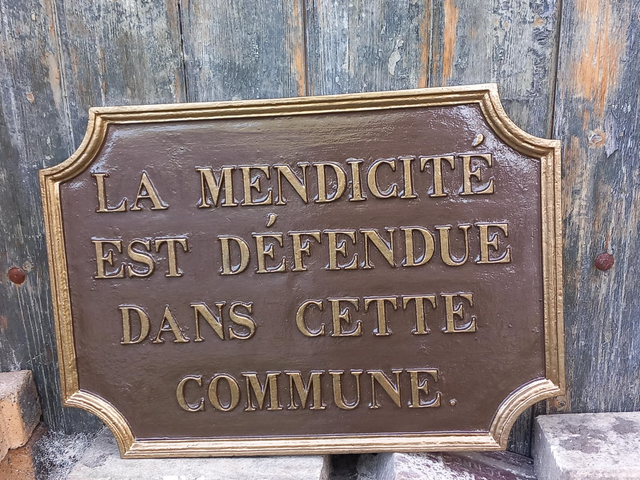 LA MENDICITÉ
EST DÉFENDUE
DANS CETTE
COMMUNE.